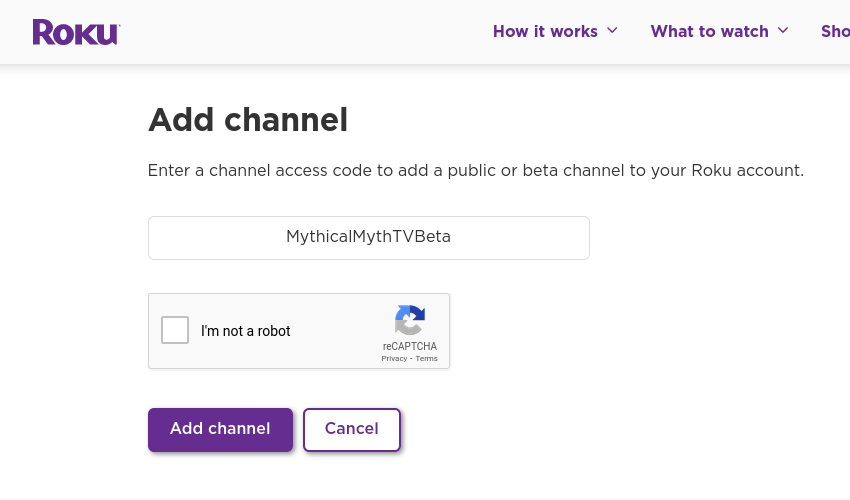 Roku
How it works
What to watch
Sho
Add channel
Enter a channel access code to add a public or beta channel to your Roku account.
MythicalMythTVBeta
I'm not a robot
reCAPTCHA
Privacy - Terms
Add channel
Cancel